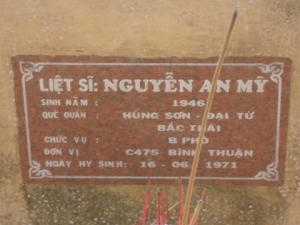 LIỆT SĨ: NGUYỄN AN MỸ
SINH NĂM : 1946
QUÊ QUÁN : HÙNG SƠN - ĐẠI TỪ
BẮC THÁI
CHỨC VỤ : B PHÓ
ĐƠN VỊ : C475 BÌNH THUẬN
NGÀY HY SINH: 16 - 06 - 1971